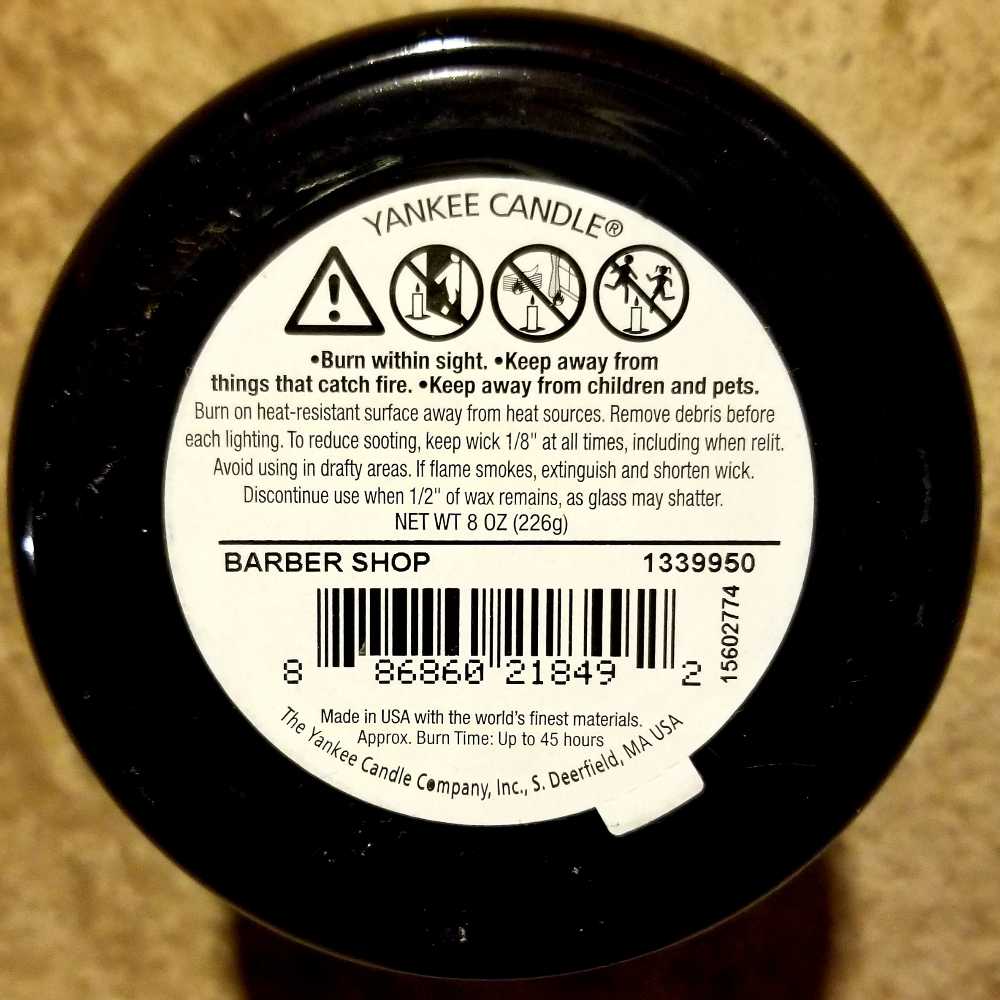 YANKEE CANDLE®
•Burn within sight. •Keep away from
things that catch fire. •Keep away from children and pets.
Burn on heat-resistant surface away from heat sources. Remove debris before
each lighting. To reduce sooting, keep wick 1/8" at all times, including when relit.
Avoid using in drafty areas. If flame smokes, extinguish and shorten wick.
Discontinue use when 1/2" of wax remains, as glass may shatter.
NET WT 8 OZ (226g)
BARBER SHOP 1339950
8 86860 21849 2
15602774
Made in USA with the world's finest materials.
Approx. Burn Time: Up to 45 hours
The Yankee Candle Company, Inc., S. Deerfield, MA USA